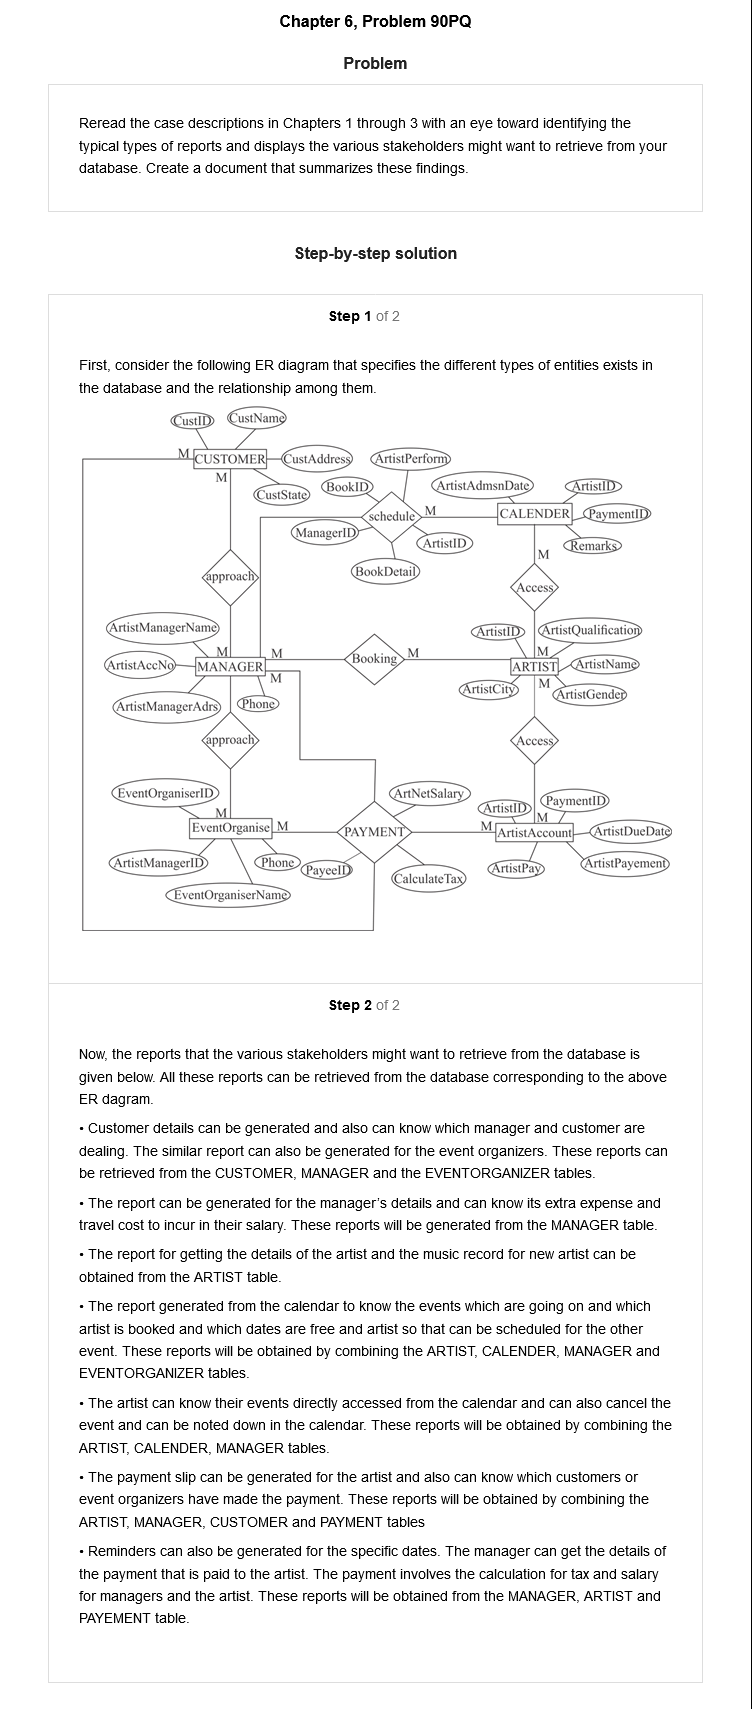 Chapter 6, Problem 90PQ
Problem
Reread the case descriptions in Chapters 1 through 3 with an eye toward identifying the
typical types of reports and displays the various stakeholders might want to retrieve from your
database. Create a document that summarizes these findings.
Step-by-step solution
Step 1 of 2
First, consider the following ER diagram that specifies the different types of entities exists in
the database and the relationship among them.
CustID
CustName
M
CUSTOMER
CustAddress
M
CustState
ArtistPerform
BookID
schedule
M
ManagerID
ArtistID
BookDetail
ArtistAdmsnDate
ArtistID
CALENDER
PaymentID
Remarks
M
approach
Access
ArtistManagerName
M
ArtistAccNo
MANAGER
M
M
ArtistManagerAdrs
Phone
Booking
M
ArtistID
ArtistQualification
M
ARTIST
ArtistName
ArtistCity
M
ArtistGender
approach
Access
EventOrganiserID
M
EventOrganise
M
ArtistManagerID
Phone
EventOrganiserName
ArtNetSalary
PAYMENT
PayeeID
CalculateTax
ArtistID
PaymentID
M
M
ArtistAccount
ArtistDueDate
ArtistPay
ArtistPayement
Step 2 of 2
Now, the reports that the various stakeholders might want to retrieve from the database is
given below. All these reports can be retrieved from the database corresponding to the above
ER dagram.
• Customer details can be generated and also can know which manager and customer are
dealing. The similar report can also be generated for the event organizers. These reports can
be retrieved from the CUSTOMER, MANAGER and the EVENTORGANIZER tables.
• The report can be generated for the manager's details and can know its extra expense and
travel cost to incur in their salary. These reports will be generated from the MANAGER table.
• The report for getting the details of the artist and the music record for new artist can be
obtained from the ARTIST table.
• The report generated from the calendar to know the events which are going on and which
artist is booked and which dates are free and artist so that can be scheduled for the other
event. These reports will be obtained by combining the ARTIST, CALENDER, MANAGER and
EVENTORGANIZER tables.
• The artist can know their events directly accessed from the calendar and can also cancel the
event and can be noted down in the calendar. These reports will be obtained by combining the
ARTIST, CALENDER, MANAGER tables.
• The payment slip can be generated for the artist and also can know which customers or
event organizers have made the payment. These reports will be obtained by combining the
ARTIST, MANAGER, CUSTOMER and PAYMENT tables
• Reminders can also be generated for the specific dates. The manager can get the details of
the payment that is paid to the artist. The payment involves the calculation for tax and salary
for managers and the artist. These reports will be obtained from the MANAGER, ARTIST and
PAYEMENT table.